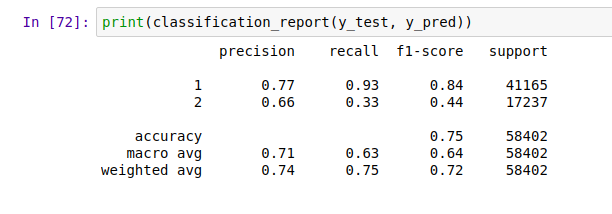 In [72]: print(classification_report(y_test, y_pred))
precision recall f1-score support
1 0.77 0.93 0.84 41165
2 0.66 0.33 0.44 17237
accuracy 0.75 58402
macro avg 0.71 0.63 0.64 58402
weighted avg 0.74 0.75 0.72 58402